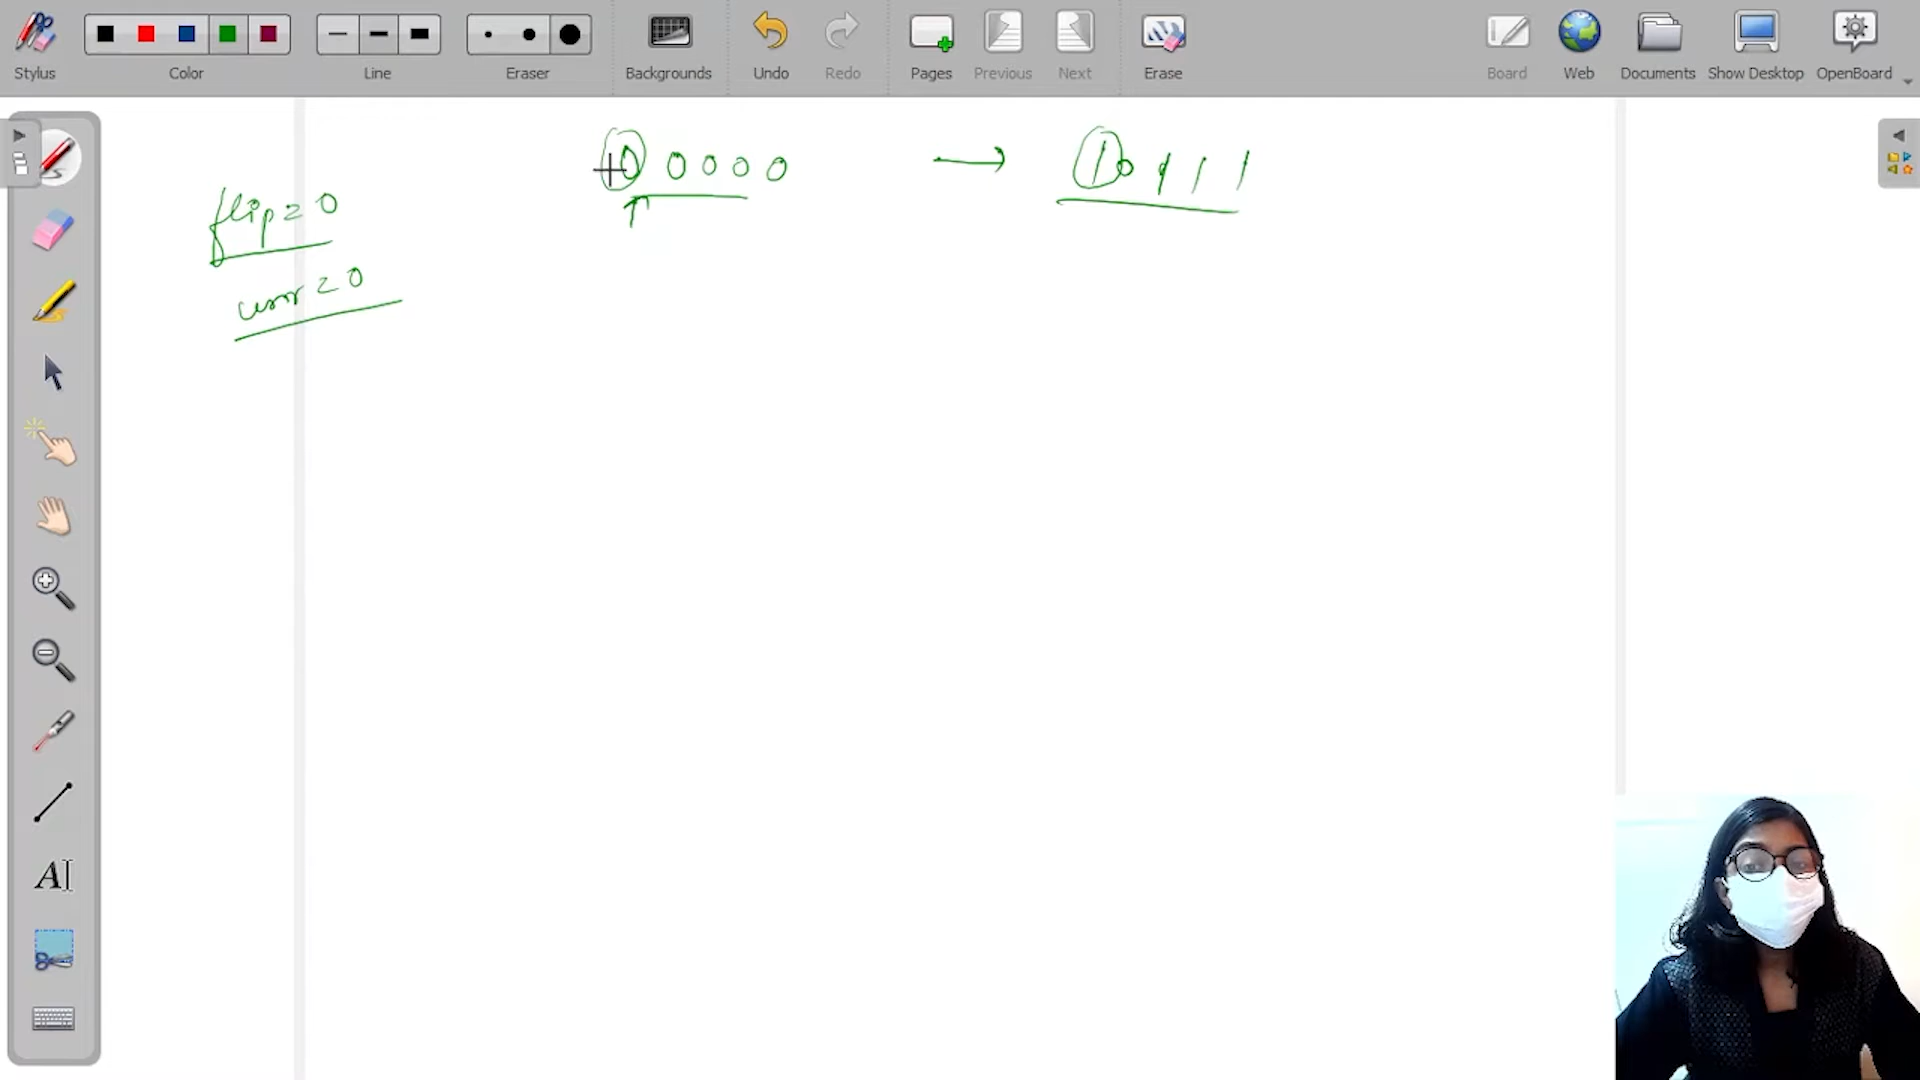 Stylus
Color
Line
Eraser
Backgrounds
Undo
Redo
Pages
Previous
Next
Erase
Board
Web
Documents
Show Desktop
OpenBoard
0 0 0 0 0 → 1 0 1 1 1
flip = 0
curr = 0
A